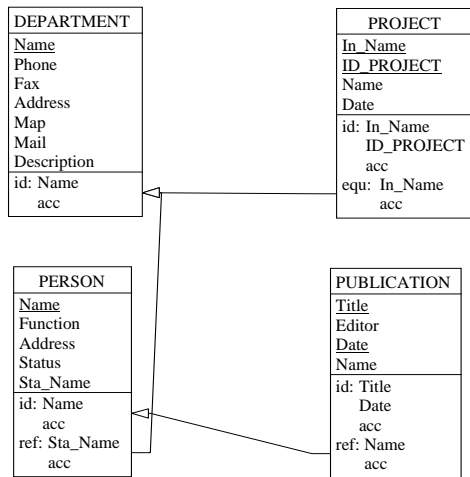 DEPARTMENT
Name
Phone
Fax
Address
Map
Mail
Description
id: Name
acc
PROJECT
In_Name
ID_PROJECT
Name
Date
id: In_Name
ID_PROJECT
acc
equ: In_Name
acc
PERSON
Name
Function
Address
Status
Sta_Name
id: Name
acc
ref: Sta_Name
acc
PUBLICATION
Title
Editor
Date
Name
id: Title
Date
acc
ref: Name
acc